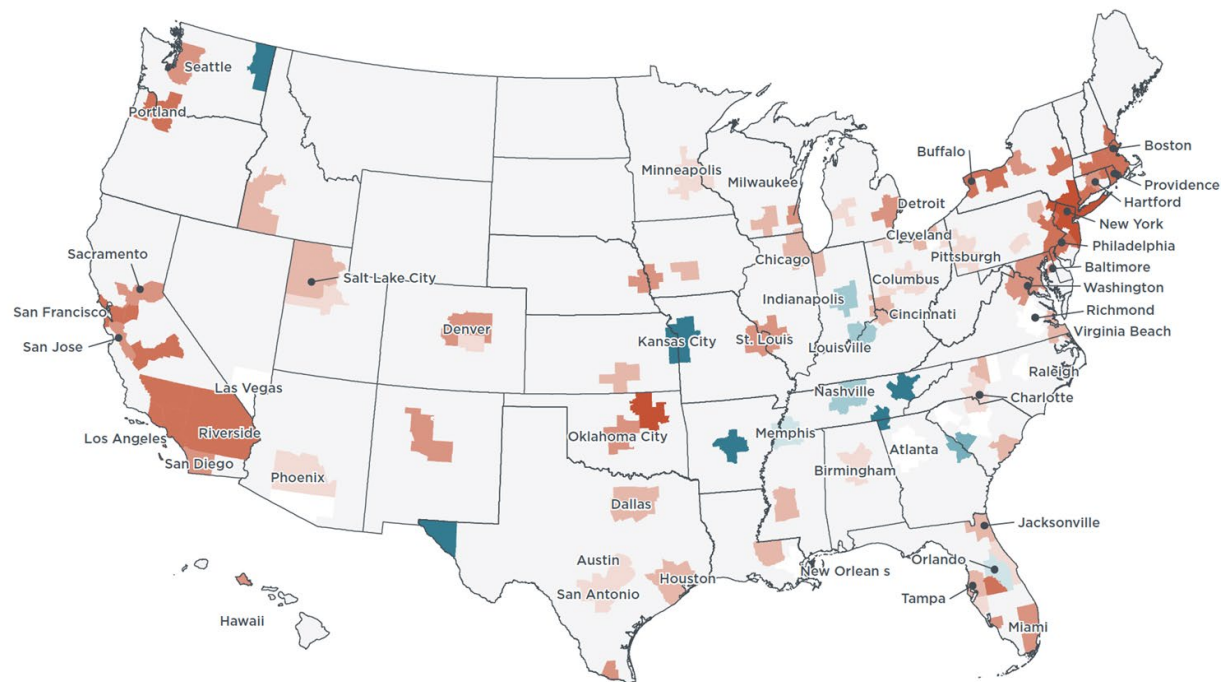 Seattle
Portland
Buffalo
Boston
Minneapolis
Milwaukee
Providence
Detroit
Hartford
New York
Cleveland
Sacramento
Chicago
Pittsburgh
Philadelphia
Salt Lake City
Columbus
Baltimore
Washington
Indianapolis
San Francisco
Denver
Cincinnati
Richmond
Kansas City
St. Louis
Virginia Beach
San Jose
Louisville
Raleigh
Las Vegas
Nashville
Charlotte
Los Angeles
Riverside
Oklahoma City
Memphis
Atlanta
San Diego
Phoenix
Birmingham
Dallas
Jacksonville
Austin
Orlando
New Orlean s
Houston
San Antonio
Tampa
Hawaii
Miami